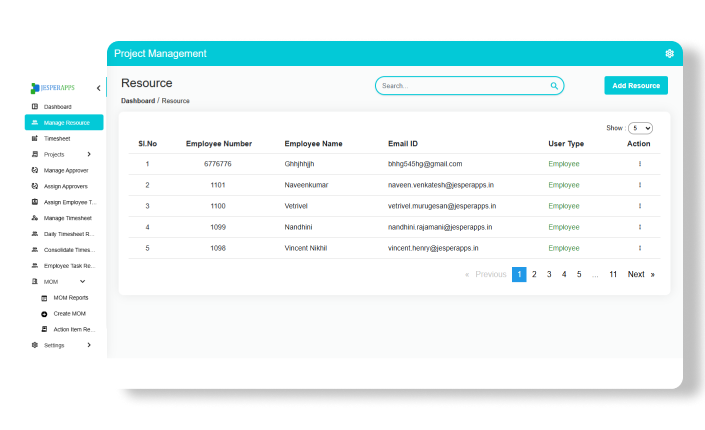 Project Management
JESPERAPPS
Dashboard
Manage Resource
Timesheet
Projects
Manage Approver
Assign Approvers
Assign Employee T...
Manage Timesheet
Daily Timesheet R...
Consolidate Times...
Employee Task Re...
MOM
MOM Reports
Create MOM
Action Item Re...
Settings
Resource
Search...
Add Resource
Dashboard / Resource
Show : 5
Sl.No Employee Number Employee Name Email ID User Type Action
1 6776776 Ghhjhhjjh bhhg545hg@gmail.com Employee
2 1101 Naveenkumar naveen.venkatesh@jesperapps.in Employee
3 1100 Vetrivel vetrivel.murugesan@jesperapps.in Employee
4 1099 Nandhini nandhini.rajamani@jesperapps.in Employee
5 1098 Vincent Nikhil vincent.henry@jesperapps.in Employee
« Previous 1 2 3 4 5 ... 11 Next »